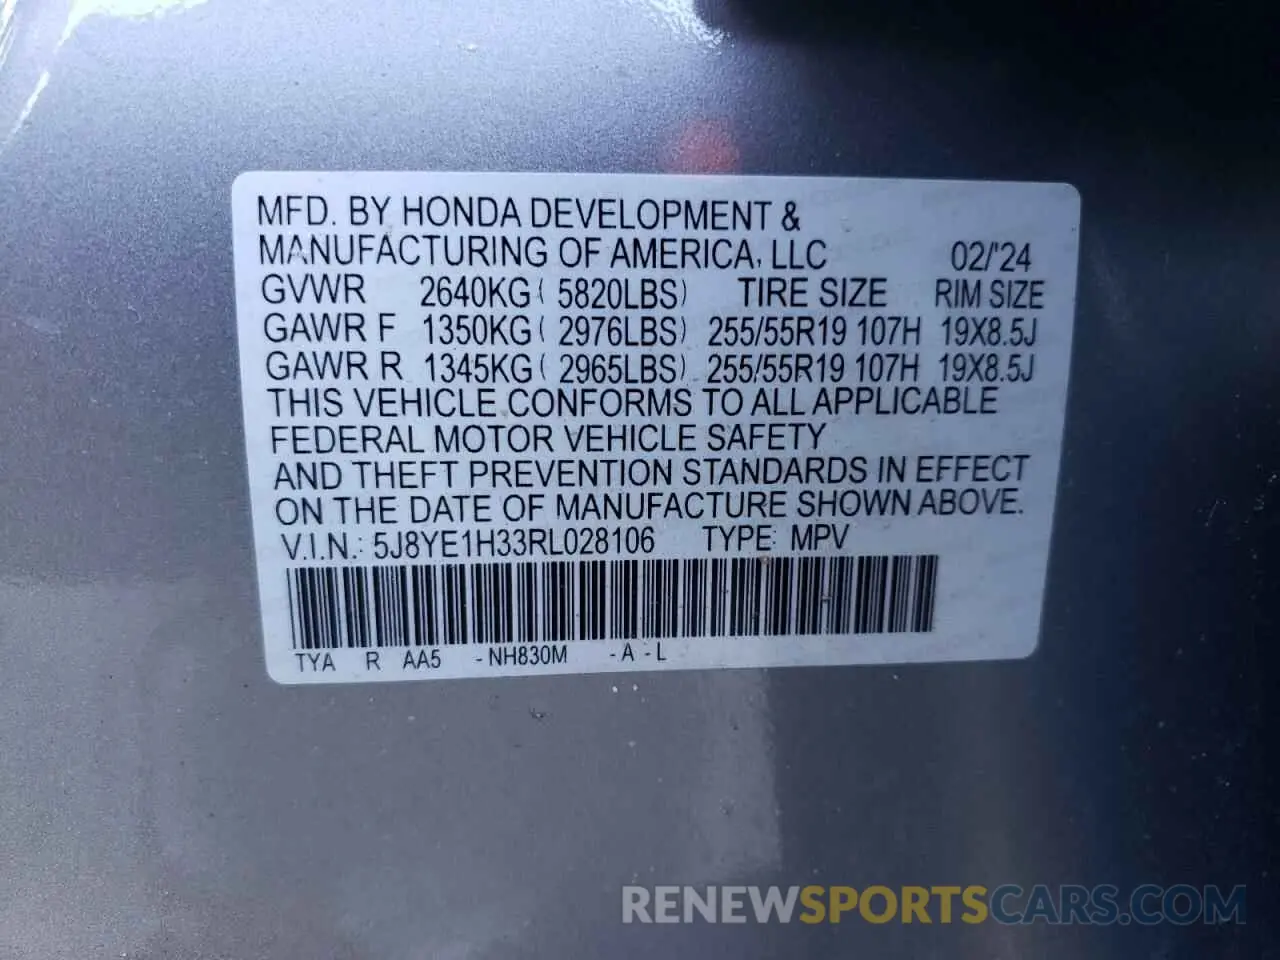 MFD. BY HONDA DEVELOPMENT &
MANUFACTURING OF AMERICA, LLC 02/'24
GVWR 2640KG ( 5820LBS) TIRE SIZE RIM SIZE
GAWR F 1350KG ( 2976LBS) 255/55R19 107H 19X8.5J
GAWR R 1345KG ( 2965LBS) 255/55R19 107H 19X8.5J
THIS VEHICLE CONFORMS TO ALL APPLICABLE
FEDERAL MOTOR VEHICLE SAFETY
AND THEFT PREVENTION STANDARDS IN EFFECT
ON THE DATE OF MANUFACTURE SHOWN ABOVE.
V.I.N.: 5J8YE1H33RL028106 TYPE: MPV
TYA R AA5 -NH830M -A -L
RENEWSPORTSCARS.COM